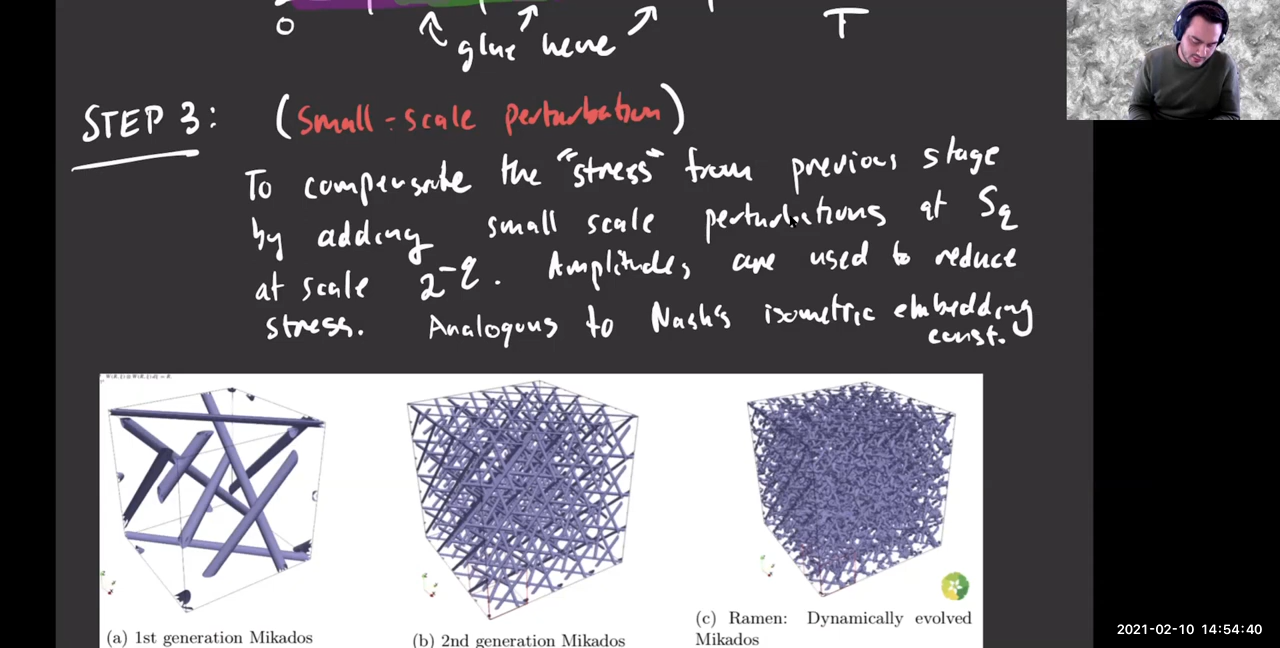 0
T
glue here
STEP 3: (Small-scale perturbation)
To compensate the "stress" from previous stage
by adding small scale perturbations at Sq
at scale 2^-q. Amplitudes are used to reduce
stress. Analogous to Nash's isometric embedding
const.
(a) 1st generation Mikados
(b) 2nd generation Mikados
(c) Ramen: Dynamically evolved
Mikados
2021-02-10 14:54:40